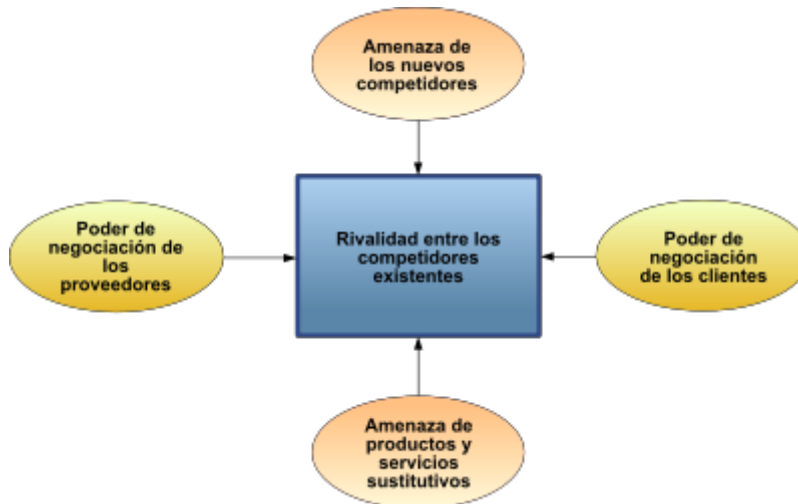 Amenaza de
los nuevos
competidores
Poder de
negociación de
los
proveedores
Rivalidad entre los
competidores
existentes
Poder de
negociación
de los clientes
Amenaza de
productos y
servicios
sustitutivos